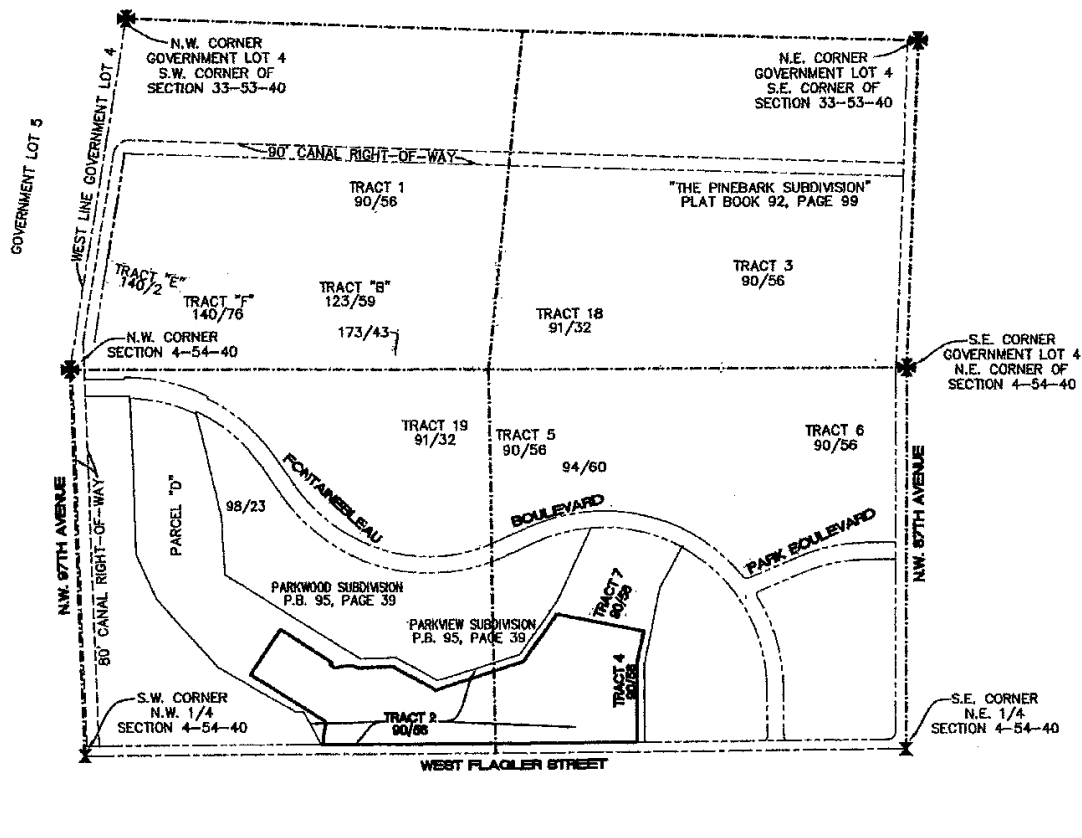 N.W. CORNER
GOVERNMENT LOT 4
S.W. CORNER OF
SECTION 33-53-40
N.E. CORNER
GOVERNMENT LOT 4
S.E. CORNER OF
SECTION 33-53-40
GOVERNMENT LOT 5
WEST LINE GOVERNMENT LOT 4
90' CANAL RIGHT-OF-WAY
TRACT 1
90/56
"THE PINEBARK SUBDIVISION"
PLAT BOOK 92, PAGE 99
TRACT "E"
140/2
TRACT "F"
140/76
TRACT "B"
123/59
173/43
TRACT 18
91/32
TRACT 3
90/56
N.W. CORNER
SECTION 4-54-40
S.E. CORNER
GOVERNMENT LOT 4
N.E. CORNER OF
SECTION 4-54-40
TRACT 19
91/32
TRACT 5
90/56
94/60
TRACT 6
90/56
N.W. 97TH AVENUE
80' CANAL RIGHT-OF-WAY
PARCEL "D"
98/23
FONTAINEBLEAU
BOULEVARD
PARK BOULEVARD
N.W. 87TH AVENUE
PARKWOOD SUBDIVISION
P.B. 95, PAGE 39
PARKVIEW SUBDIVISION
P.B. 95, PAGE 39
TRACT 7
90/56
TRACT 4
90/56
TRACT 2
90/56
S.W. CORNER
N.W. 1/4
SECTION 4-54-40
S.E. CORNER
N.E. 1/4
SECTION 4-54-40
WEST FLAGLER STREET